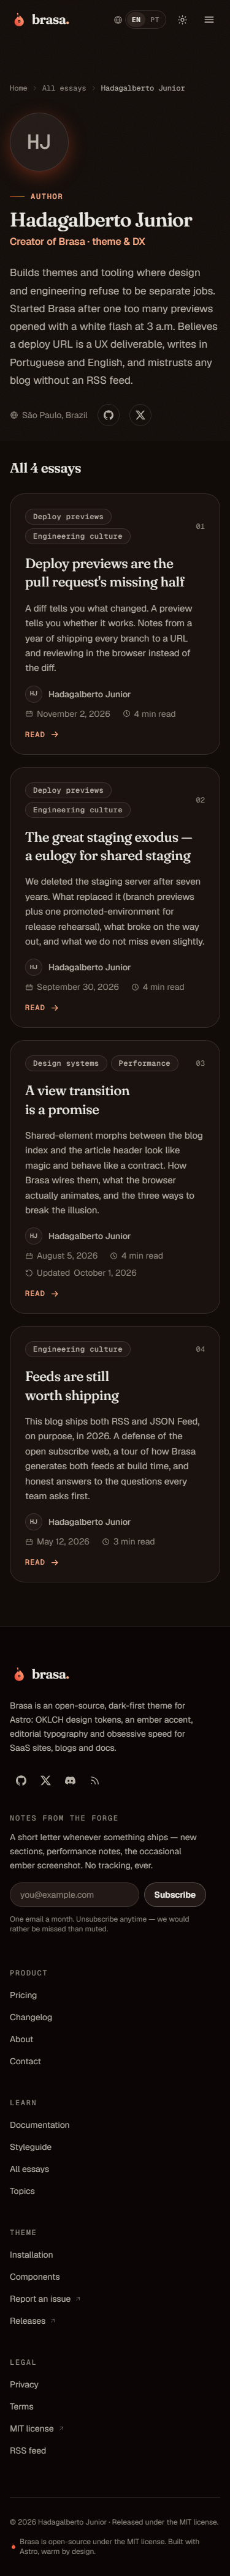 brasa.
EN PT
Home > All essays > Hadagalberto Junior
HJ
AUTHOR
Hadagalberto Junior
Creator of Brasa · theme & DX
Builds themes and tooling where design
and engineering refuse to be separate jobs.
Started Brasa after one too many previews
opened with a white flash at 3 a.m. Believes
a deploy URL is a UX deliverable, writes in
Portuguese and English, and mistrusts any
blog without an RSS feed.
São Paulo, Brazil
All 4 essays
Deploy previews
Engineering culture
01
Deploy previews are the
pull request's missing half
A diff tells you what changed. A preview
tells you whether it works. Notes from a
year of shipping every branch to a URL
and reviewing in the browser instead of
the diff.
HJ Hadagalberto Junior
November 2, 2026 4 min read
READ →
Deploy previews
Engineering culture
02
The great staging exodus —
a eulogy for shared staging
We deleted the staging server after seven
years. What replaced it (branch previews
plus one promoted-environment for
release rehearsal), what broke on the way
out, and what we do not miss even slightly.
HJ Hadagalberto Junior
September 30, 2026 4 min read
READ →
Design systems Performance 03
A view transition
is a promise
Shared-element morphs between the blog
index and the article header look like
magic and behave like a contract. How
Brasa wires them, what the browser
actually animates, and the three ways to
break the illusion.
HJ Hadagalberto Junior
August 5, 2026 4 min read
Updated October 1, 2026
READ →
Engineering culture 04
Feeds are still
worth shipping
This blog ships both RSS and JSON Feed,
on purpose, in 2026. A defense of the
open subscribe web, a tour of how Brasa
generates both feeds at build time, and
honest answers to the questions every
team asks first.
HJ Hadagalberto Junior
May 12, 2026 3 min read
READ →
brasa.
Brasa is an open-source, dark-first theme for
Astro: OKLCH design tokens, an ember accent,
editorial typography and obsessive speed for
SaaS sites, blogs and docs.
NOTES FROM THE FORGE
A short letter whenever something ships — new
sections, performance notes, the occasional
ember screenshot. No tracking, ever.
you@example.com Subscribe
One email a month. Unsubscribe anytime — we would
rather be missed than muted.
PRODUCT
Pricing
Changelog
About
Contact
LEARN
Documentation
Styleguide
All essays
Topics
THEME
Installation
Components
Report an issue ↗
Releases ↗
LEGAL
Privacy
Terms
MIT license ↗
RSS feed
© 2026 Hadagalberto Junior · Released under the MIT license.
Brasa is open-source under the MIT license. Built with
Astro, warm by design.